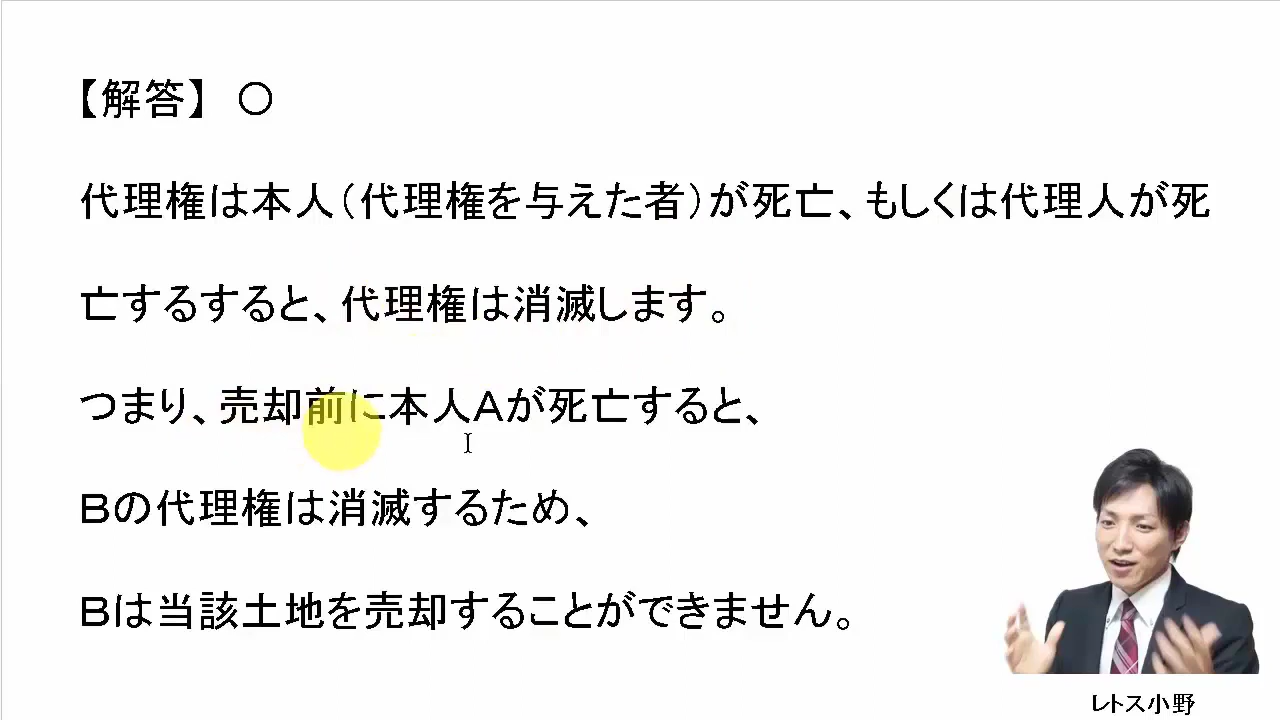 【解答】 ○
代理権は本人(代理権を与えた者)が死亡、もしくは代理人が死
亡するすると、代理権は消滅します。
つまり、売却前に本人Aが死亡すると、
Bの代理権は消滅するため、
Bは当該土地を売却することができません。
レトス小野